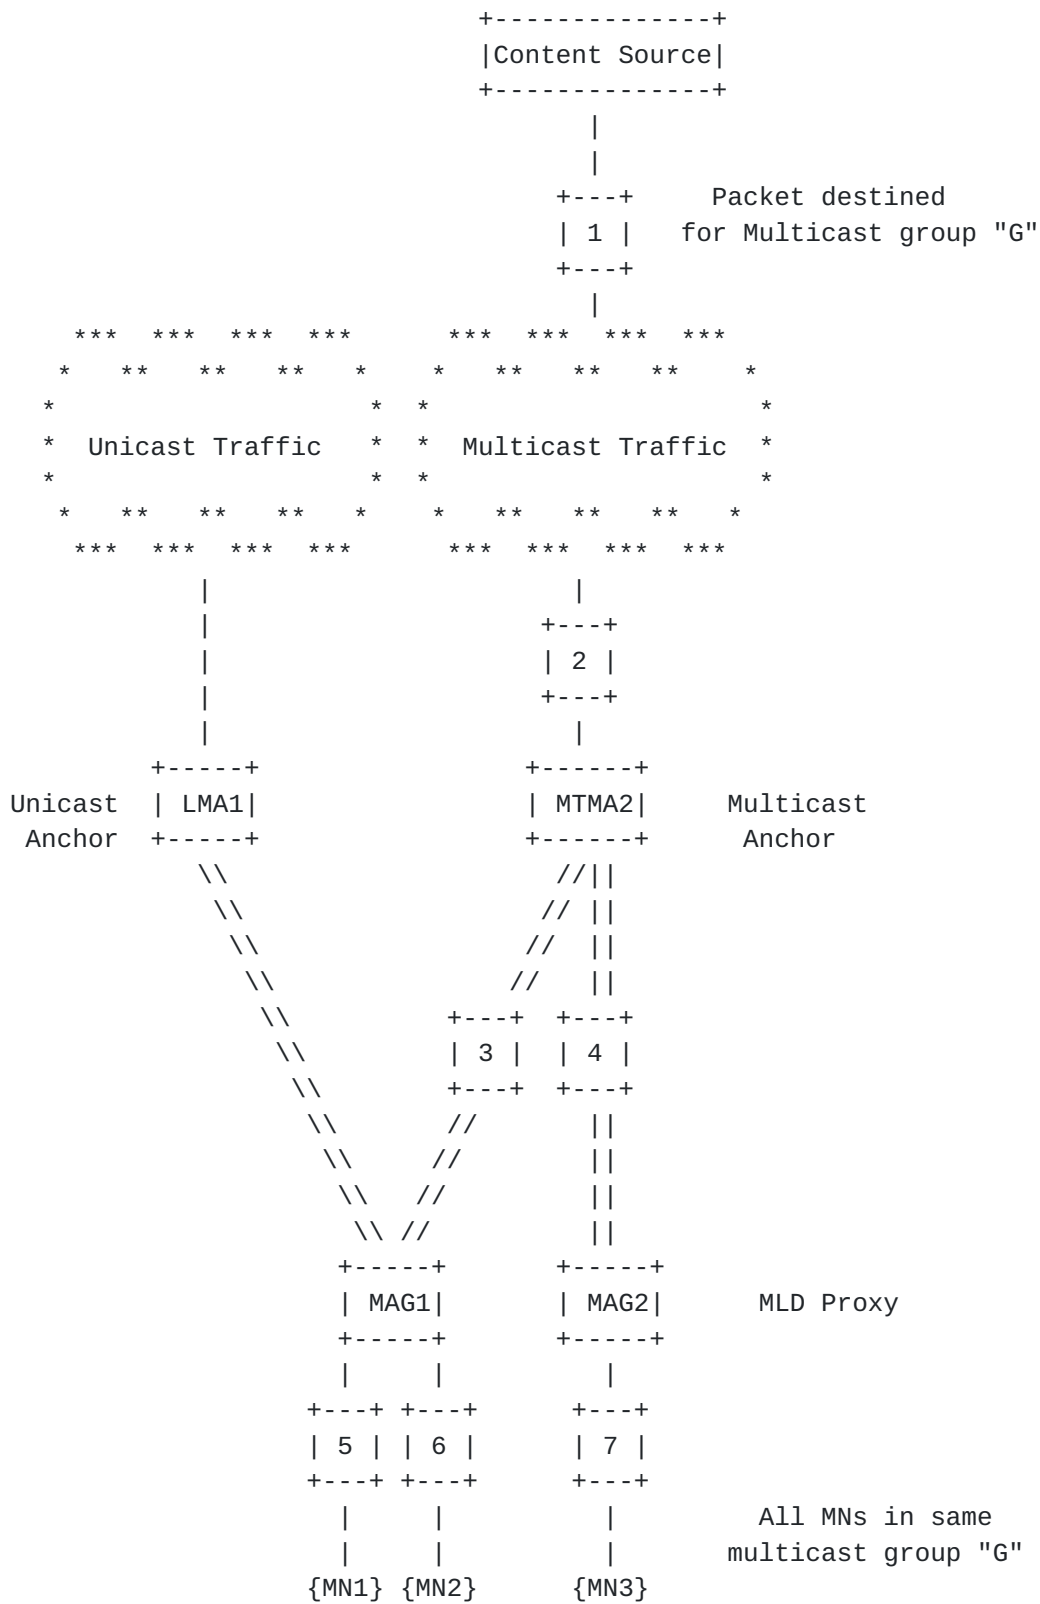 Content Source
Packet destined
1 for Multicast group "G"
Unicast Traffic Multicast Traffic
2
Unicast LMA1 MTMA2 Multicast
Anchor Anchor
3 4
MAG1 MAG2 MLD Proxy
5 6 7
All MNs in same
multicast group "G"
{MN1} {MN2} {MN3}